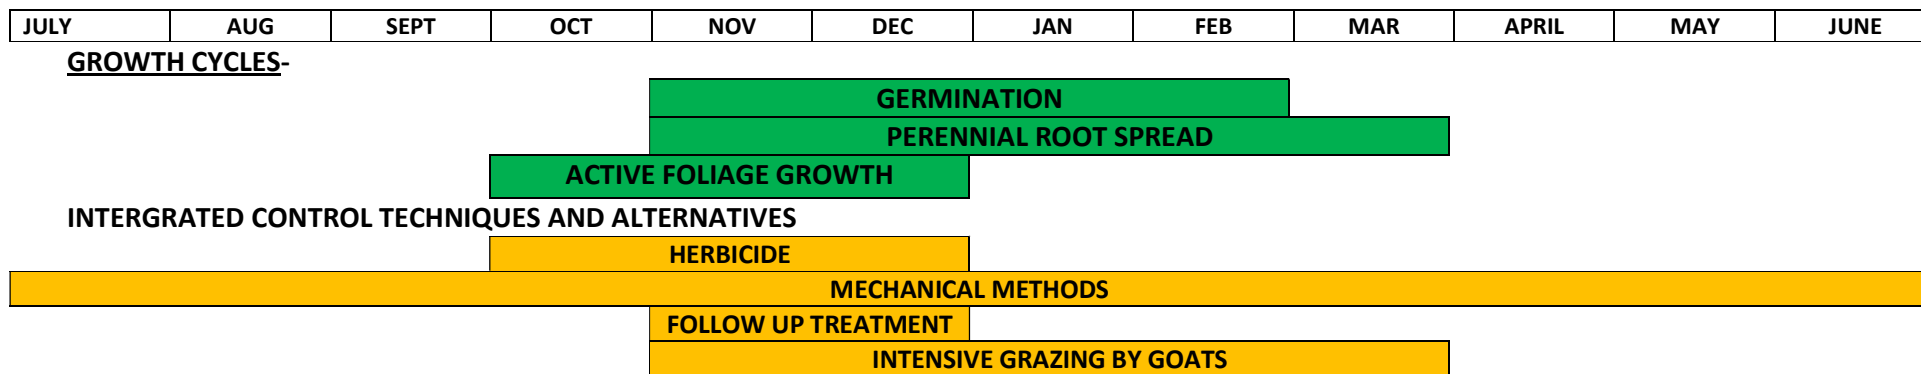 JULY AUG SEPT OCT NOV DEC JAN FEB MAR APRIL MAY JUNE
GROWTH CYCLES-
GERMINATION
PERENNIAL ROOT SPREAD
ACTIVE FOLIAGE GROWTH
INTERGRATED CONTROL TECHNIQUES AND ALTERNATIVES
HERBICIDE
MECHANICAL METHODS
FOLLOW UP TREATMENT
INTENSIVE GRAZING BY GOATS